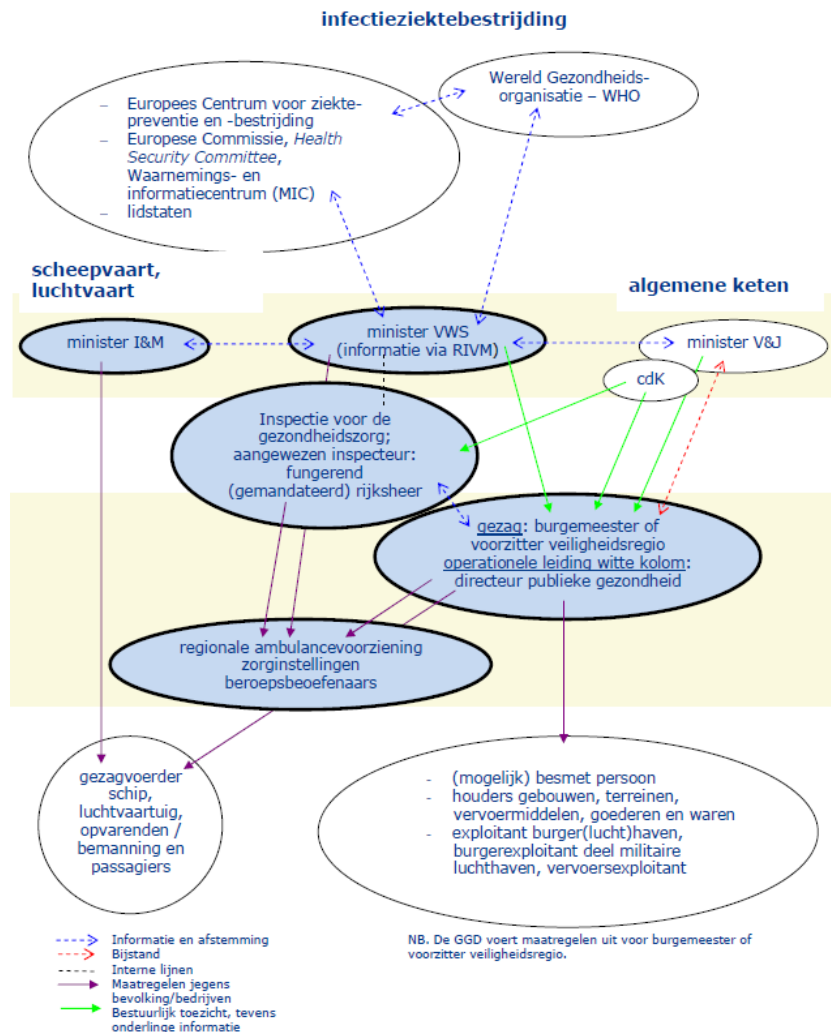 infectieziektebestrijding
– Europees Centrum voor ziekte-
preventie en -bestrijding
– Europese Commissie, Health
Security Committee,
Waarnemings- en
informatiecentrum (MIC)
– lidstaten
Wereld Gezondheids-
organisatie – WHO
scheepvaart,
luchtvaart
algemene keten
minister I&M
minister VWS
(informatie via RIVM)
minister V&J
cdK
Inspectie voor de
gezondheidszorg;
aangewezen inspecteur:
fungerend
(gemandateerd) rijksheer
gezag: burgemeester of
voorzitter veiligheidsregio
operationele leiding witte kolom:
directeur publieke gezondheid
regionale ambulancevoorziening
zorginstellingen
beroepsbeoefenaars
gezagvoerder
schip,
luchtvaartuig,
opvarenden /
bemanning en
passagiers
- (mogelijk) besmet persoon
- houders gebouwen, terreinen,
vervoermiddelen, goederen en waren
- exploitant burger(lucht)haven,
burgerexploitant deel militaire
luchthaven, vervoersexploitant
Informatie en afstemming
Bijstand
Interne lijnen
Maatregelen jegens
bevolking/bedrijven
Bestuurlijk toezicht, tevens
onderlinge informatie
NB. De GGD voert maatregelen uit voor burgemeester of
voorzitter veiligheidsregio.